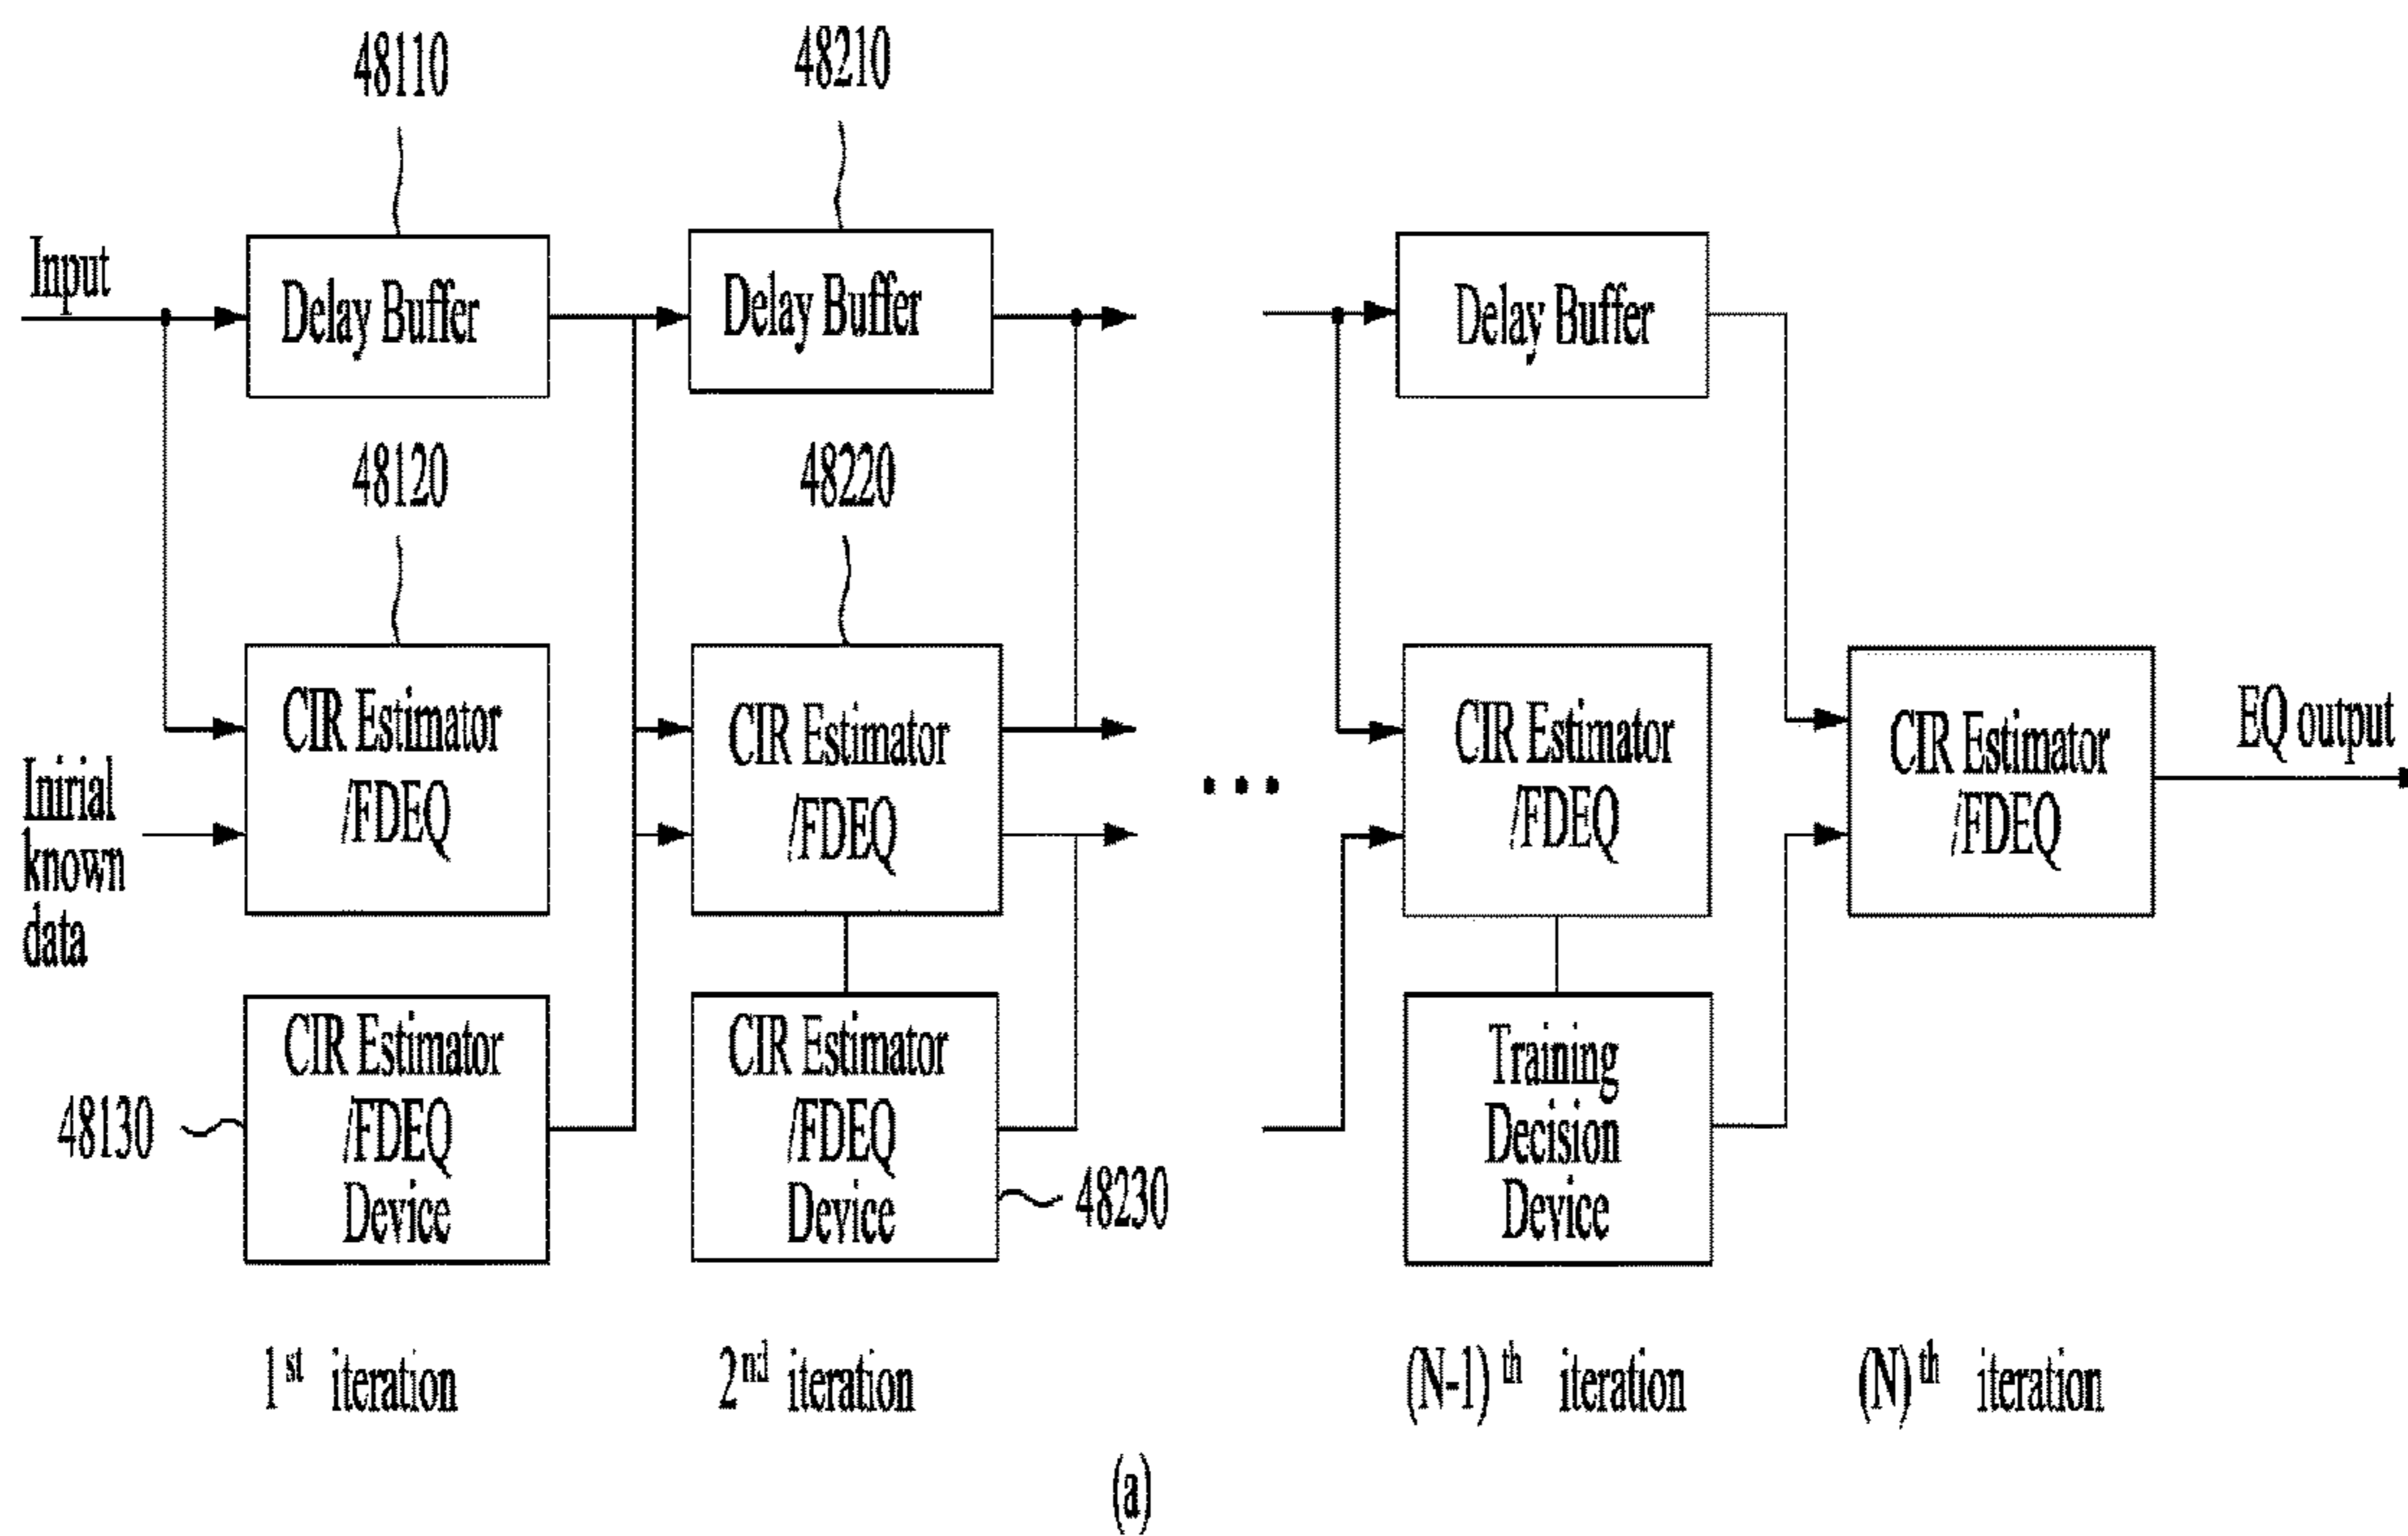 48110
48210
Input
Delay Buffer
Delay Buffer
Delay Buffer
48120
48220
CIR Estimator
/FDEQ
CIR Estimator
/FDEQ
CIR Estimator
/FDEQ
CIR Estimator
/FDEQ
EQ output
Inirial
known
data
CIR Estimator
/FDEQ
Device
CIR Estimator
/FDEQ
Device
Training
Decision
Device
48130
48230
1st iteration
2nd iteration
(N-1)th iteration
(N)th iteration
(a)